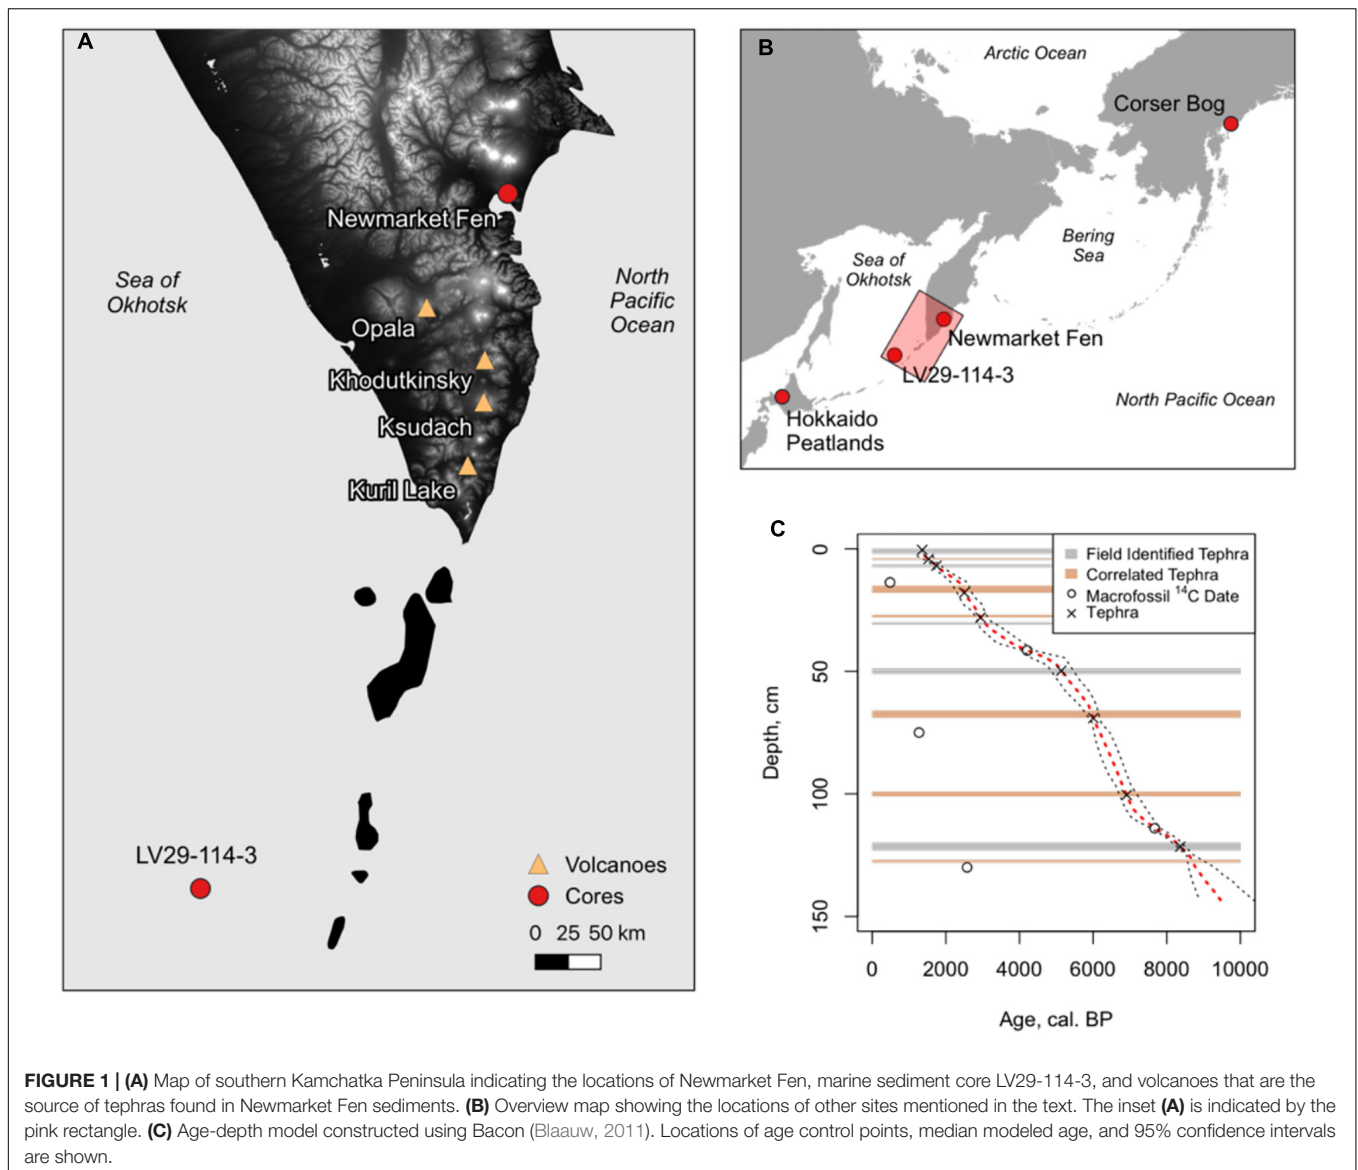 A
Newmarket Fen
Sea of
Okhotsk
North
Pacific
Ocean
Opala
Khodutkinsky
Ksudach
Kuril Lake
LV29-114-3
Volcanoes
Cores
0 25 50 km
B
Arctic Ocean
Corser Bog
Bering
Sea
Sea of
Okhotsk
Newmarket Fen
LV29-114-3
North Pacific Ocean
Hokkaido
Peatlands
C
Field Identified Tephra
Correlated Tephra
Macrofossil ¹⁴C Date
Tephra
0
50
100
150
Depth, cm
0 2000 4000 6000 8000 10000
Age, cal. BP
FIGURE 1 | (A) Map of southern Kamchatka Peninsula indicating the locations of Newmarket Fen, marine sediment core LV29-114-3, and volcanoes that are the
source of tephras found in Newmarket Fen sediments. (B) Overview map showing the locations of other sites mentioned in the text. The inset (A) is indicated by the
pink rectangle. (C) Age-depth model constructed using Bacon (Blaauw, 2011). Locations of age control points, median modeled age, and 95% confidence intervals
are shown.